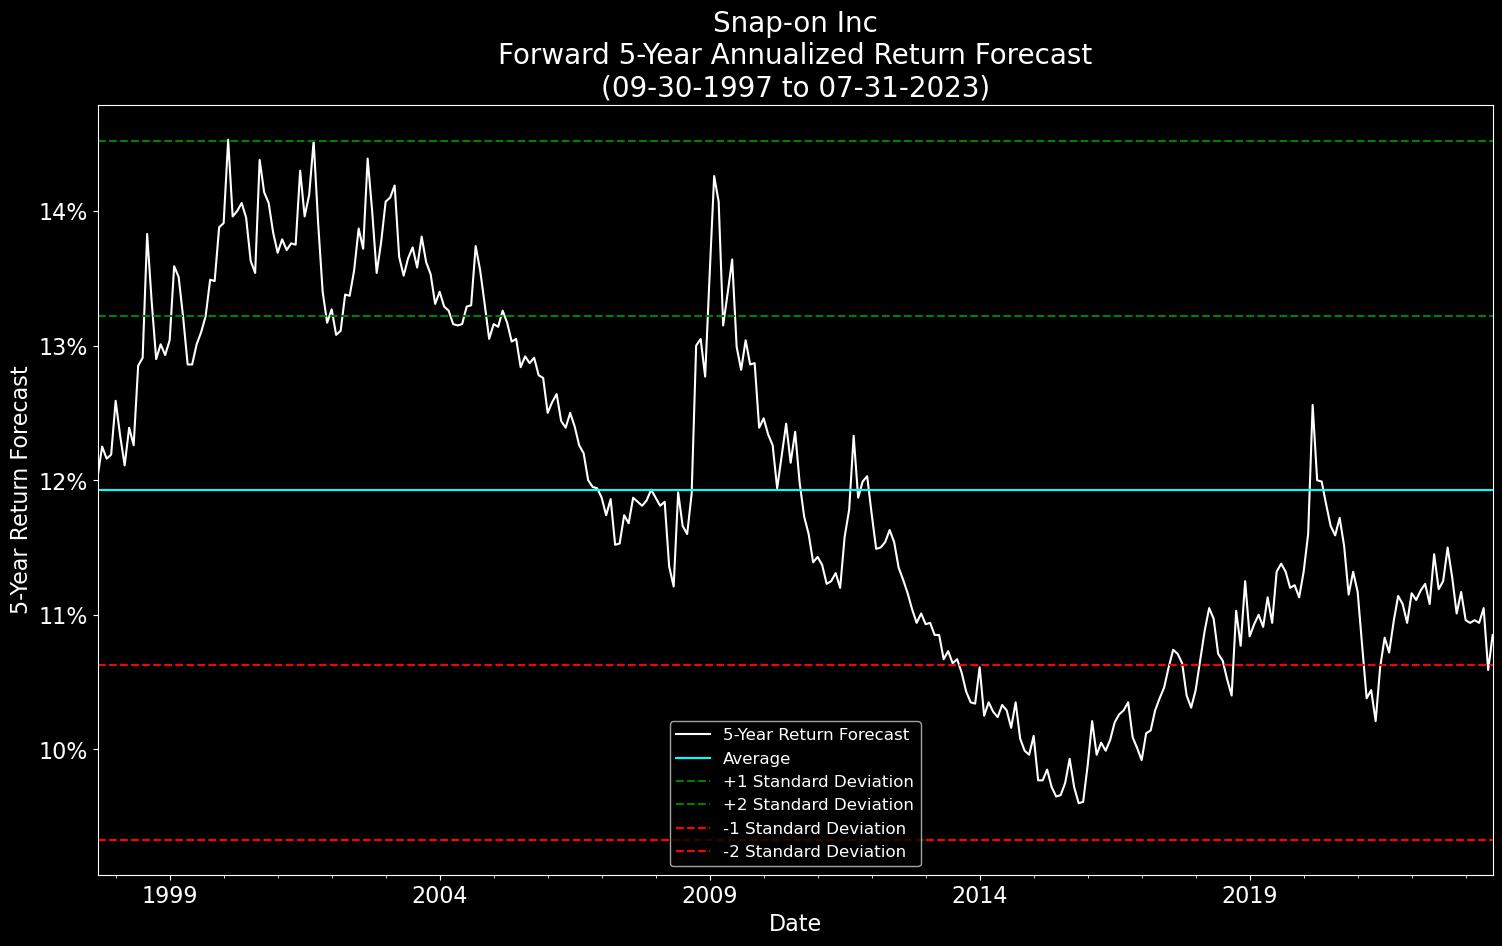 Snap-on Inc
Forward 5-Year Annualized Return Forecast
(09-30-1997 to 07-31-2023)
5-Year Return Forecast
14%
13%
12%
11%
10%
5-Year Return Forecast
Average
+1 Standard Deviation
+2 Standard Deviation
-1 Standard Deviation
-2 Standard Deviation
1999 2004 2009 2014 2019
Date